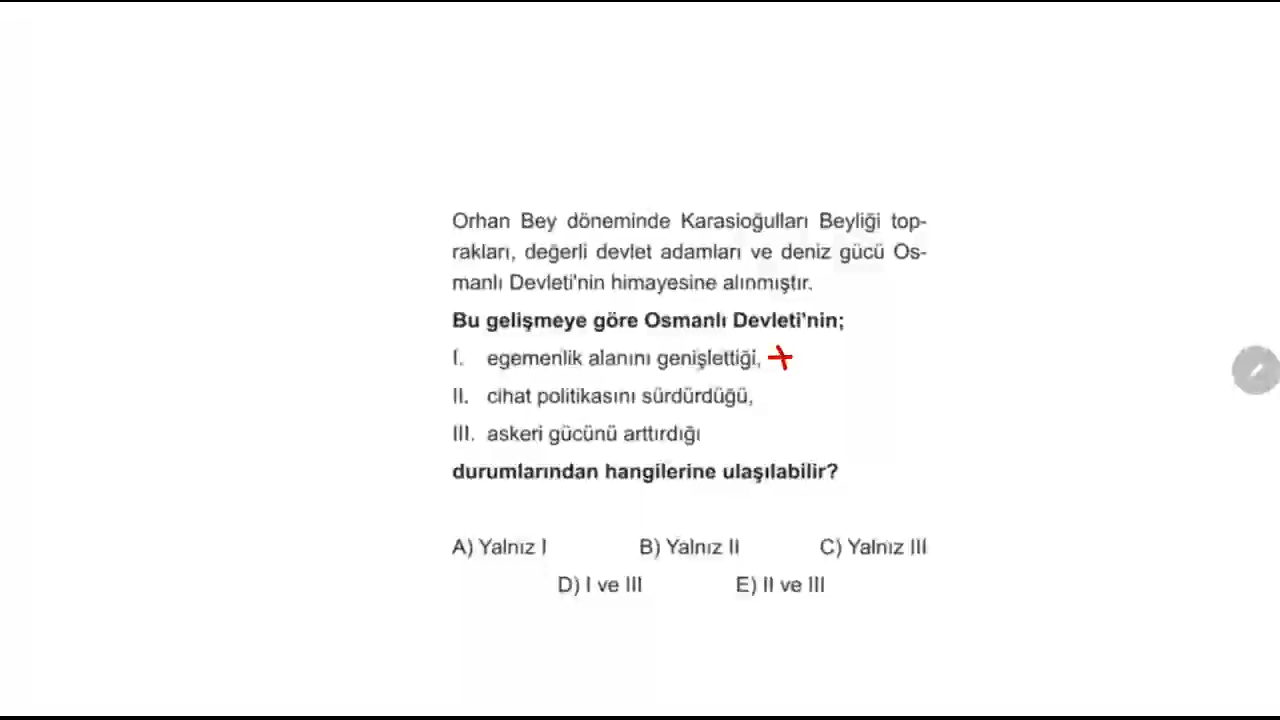 Orhan Bey döneminde Karasioğulları Beyliği top-
rakları, değerli devlet adamları ve deniz gücü Os-
manlı Devleti'nin himayesine alınmıştır.
Bu gelişmeye göre Osmanlı Devleti'nin;
I. egemenlik alanını genişlettiği,
II. cihat politikasını sürdürdüğü,
III. askeri gücünü arttırdığı
durumlarından hangilerine ulaşılabilir?
A) Yalnız I B) Yalnız II C) Yalnız III
D) I ve III E) II ve III